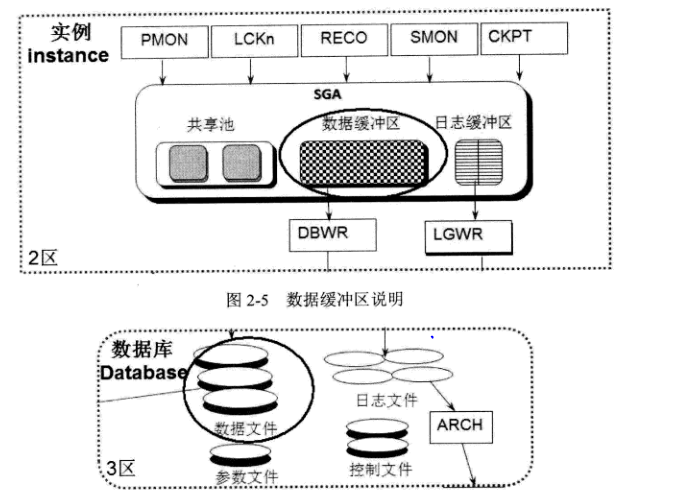 实例
instance
PMON
LCKn
RECO
SMON
CKPT
SGA
共享池
数据缓冲区
日志缓冲区
DBWR
LGWR
2区
图 2-5 数据缓冲区说明
数据库
Database
数据文件
日志文件
ARCH
参数文件
控制文件
3区